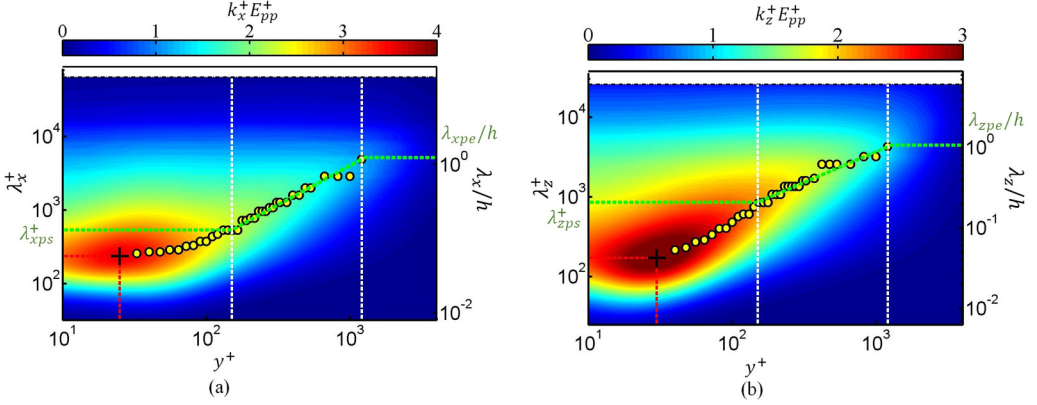 k_x^+ E_pp^+
0 1 2 3 4
λ_x^+
10^4
10^3
λ_xps^+
10^2
10^1 10^2 10^3
y^+
λ_xpe/h
10^0
λ_x/h
10^-2
(a)
k_z^+ E_pp^+
0 1 2 3
λ_z^+
10^4
10^3
λ_zps^+
10^2
10^1 10^2 10^3
y^+
λ_zpe/h
10^0
λ_z/h
10^-1
10^-2
(b)